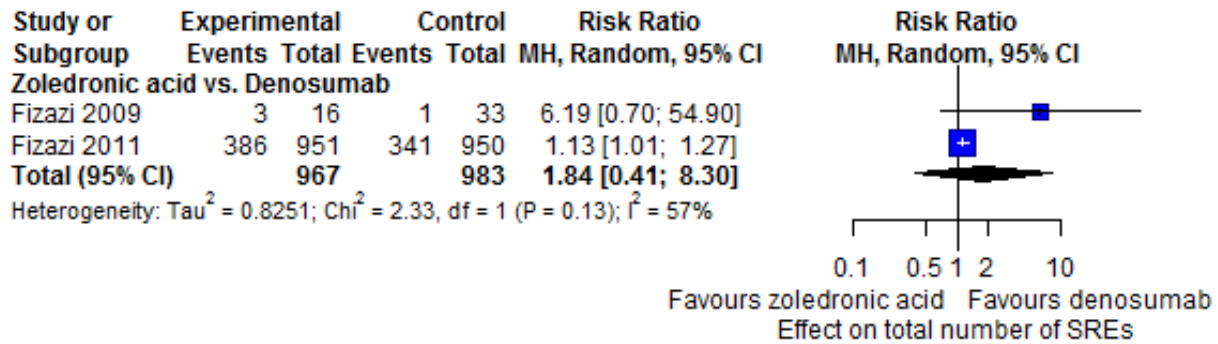 Study or Experimental Control Risk Ratio Risk Ratio
Subgroup Events Total Events Total MH, Random, 95% CI MH, Random, 95% CI
Zoledronic acid vs. Denosumab
Fizazi 2009 3 16 1 33 6.19 [0.70; 54.90]
Fizazi 2011 386 951 341 950 1.13 [1.01; 1.27]
Total (95% CI) 967 983 1.84 [0.41; 8.30]
Heterogeneity: Tau² = 0.8251; Chi² = 2.33, df = 1 (P = 0.13); I² = 57%
0.1 0.5 1 2 10
Favours zoledronic acid Favours denosumab
Effect on total number of SREs